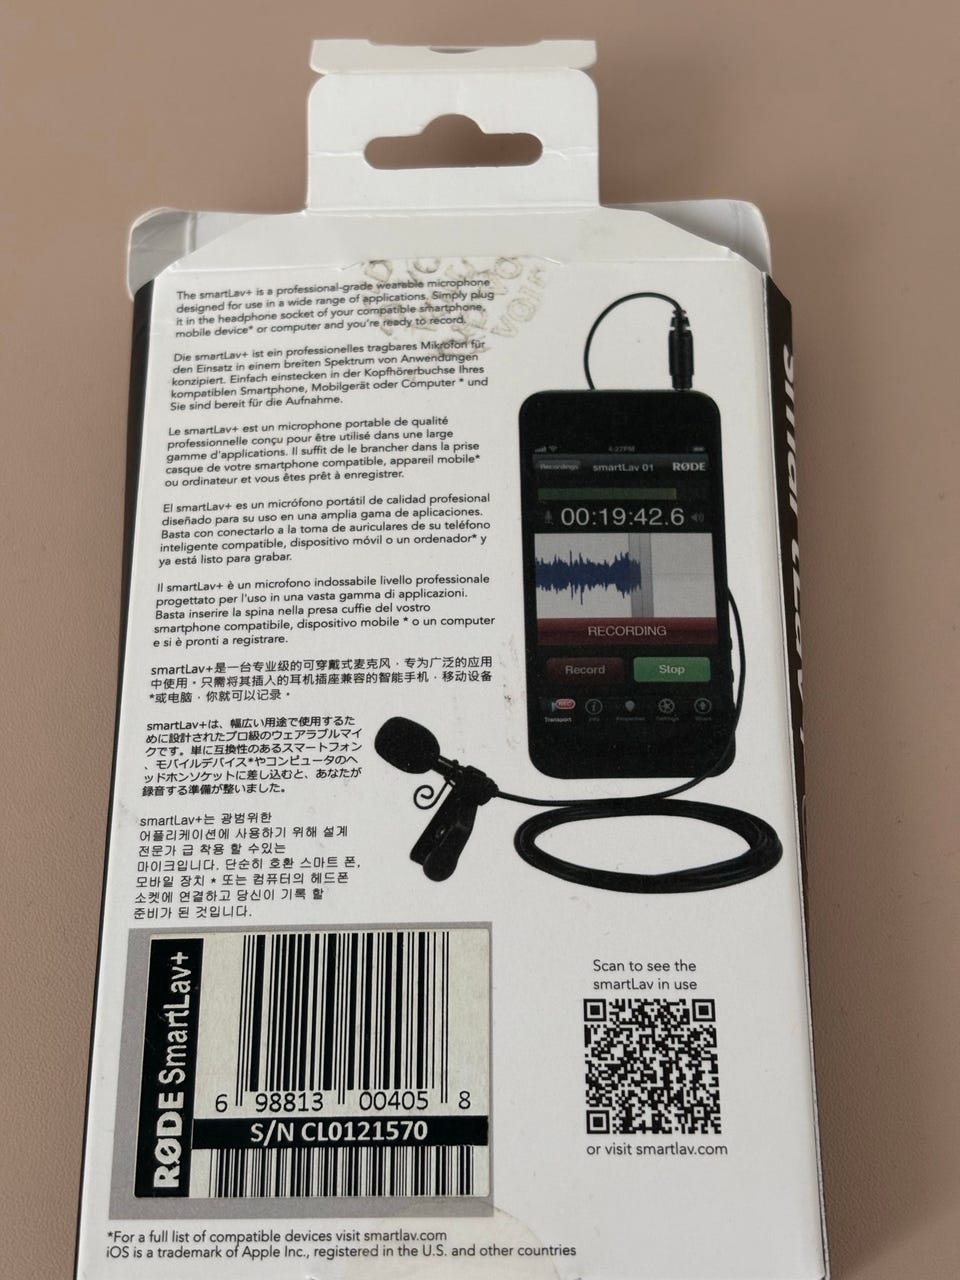 The smartLav+ is a professional-grade wearable microphone
designed for use in a wide range of applications. Simply plug
it in the headphone socket of your compatible smartphone,
mobile device* or computer and you're ready to record.
Die smartLav+ ist ein professionelles tragbares Mikrofon für
den Einsatz in einem breiten Spektrum von Anwendungen
konzipiert. Einfach einstecken in der Kopfhörerbuchse Ihres
kompatiblen Smartphone, Mobilgerät oder Computer * und
Sie sind bereit für die Aufnahme.
Le smartLav+ est un microphone portable de qualité
professionnelle conçu pour être utilisé dans une large
gamme d'applications. Il suffit de le brancher dans la prise
casque de votre smartphone compatible, appareil mobile*
ou ordinateur et vous êtes prêt à enregistrer.
El smartLav+ es un micrófono portátil de calidad profesional
diseñado para su uso en una amplia gama de aplicaciones.
Basta con conectarlo a la toma de auriculares de su teléfono
inteligente compatible, dispositivo móvil o un ordenador* y
ya está listo para grabar.
Il smartLav+ è un microfono indossabile livello professionale
progettato per l'uso in una vasta gamma di applicazioni.
Basta inserire la spina nella presa cuffie del vostro
smartphone compatibile, dispositivo mobile * o un computer
e si è pronti a registrare.
smartLav+是一台专业级的可穿戴式麦克风，专为广泛的应用
中使用。只需将其插入的耳机插座兼容的智能手机，移动设备
*或电脑，你就可以记录。
smartLav+は、幅広い用途で使用するた
めに設計されたプロ級のウェアラブルマイ
クです。単に互換性のあるスマートフォン
、モバイルデバイス*やコンピュータのヘ
ッドホンソケットに差し込むと、あなたが
録音する準備が整いました。
smartLav+는 광범위한
어플리케이션에 사용하기 위해 설계
전문가 급 착용 할 수있는
마이크입니다. 단순히 호환 스마트 폰,
모바일 장치 * 또는 컴퓨터의 헤드폰
소켓에 연결하고 당신이 기록 할
준비가 된 것입니다.
4:27PM
Recordings smartLav 01 RØDE
00:19:42.6
RECORDING
Record Stop
REC
Transport Info Properties Settings Share
RØDE SmartLav+
6 98813 00405 8
S/N CL0121570
Scan to see the
smartLav in use
or visit smartlav.com
*For a full list of compatible devices visit smartlav.com
iOS is a trademark of Apple Inc., registered in the U.S. and other countries